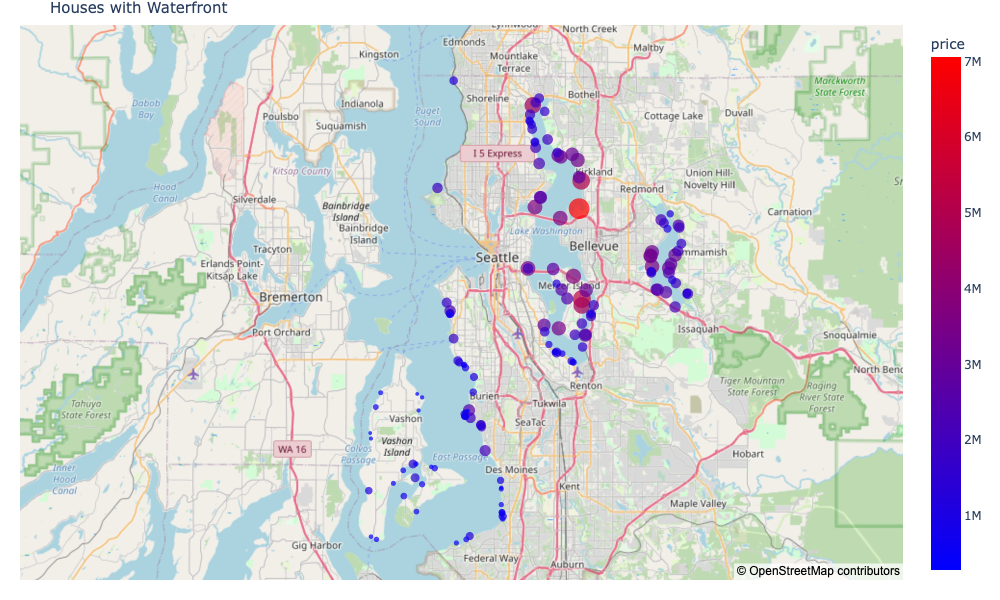 Houses with Waterfront
North Creek
Edmonds
Maltby
Kingston
Mountlake
Terrace
Marckworth
State Forest
Dabob
Bay
Indianola
Shoreline
Bothell
Puget
Sound
Poulsbo
Suquamish
Cottage Lake
Duvall
I 5 Express
Kitsap County
Kirkland
Union Hill-
Novelty Hill
Hood
Canal
Silverdale
Redmond
Bainbridge
Island
Bainbridge
Island
Carnation
Lake Washington
Tracyton
Bellevue
Sammamish
Seattle
Erlands Point-
Kitsap Lake
Mercer Island
Bremerton
Port Orchard
Issaquah
Snoqualmie
North Bend
Tahuya
State Forest
Renton
Tiger Mountain
State Forest
Raging
River State
Forest
Burien
Tukwila
Vashon
SeaTac
WA 16
Vashon
Island
Colvos
Passage
East Passage
Hobart
Inner
Hood
Canal
Des Moines
Kent
Maple Valley
Gig Harbor
Federal Way
Auburn
© OpenStreetMap contributors
price
7M
6M
5M
4M
3M
2M
1M